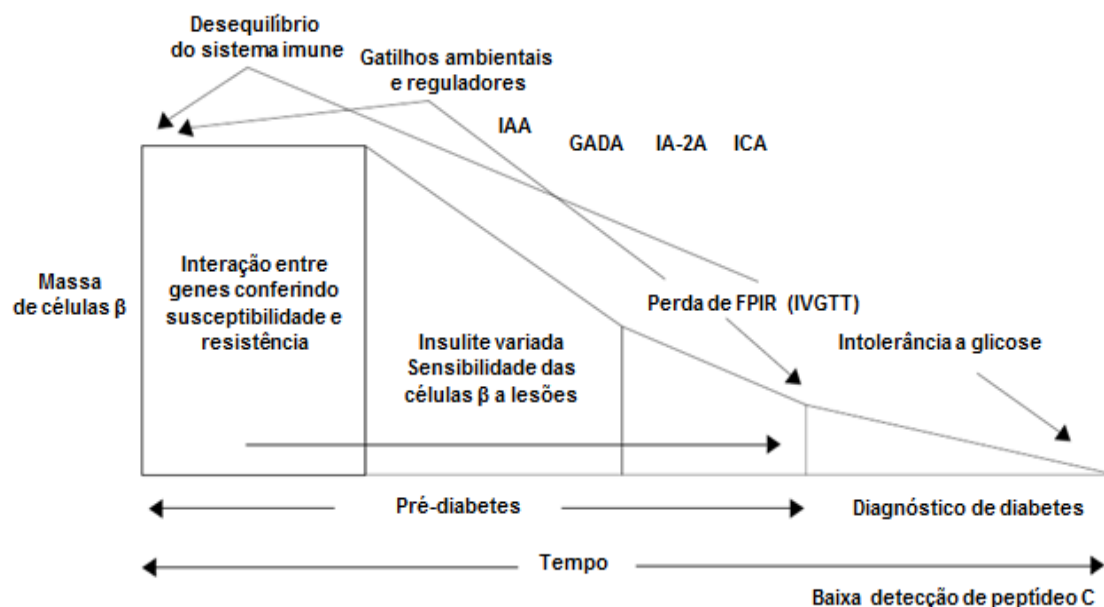 Desequilíbrio
do sistema imune
Gatilhos ambientais
e reguladores
IAA
GADA IA-2A ICA
Massa
de células β
Interação entre
genes conferindo
susceptibilidade e
resistência
Insulite variada
Sensibilidade das
células β a lesões
Perda de FPIR (IVGTT)
Intolerância a glicose
Pré-diabetes
Diagnóstico de diabetes
Tempo
Baixa detecção de peptídeo C